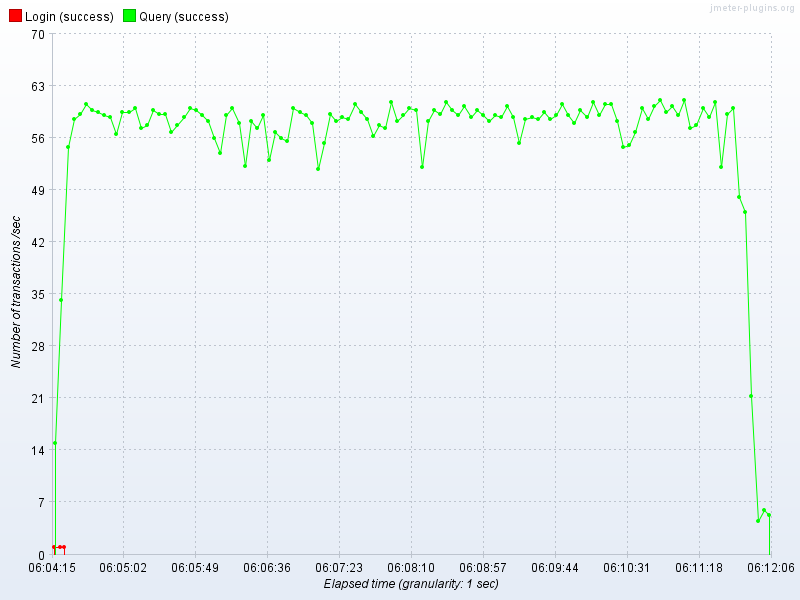 jmeter-plugins.org
Login (success) Query (success)
70
63
56
49
42
35
28
21
14
7
0
Number of transactions /sec
06:04:15 06:05:02 06:05:49 06:06:36 06:07:23 06:08:10 06:08:57 06:09:44 06:10:31 06:11:18 06:12:06
Elapsed time (granularity: 1 sec)